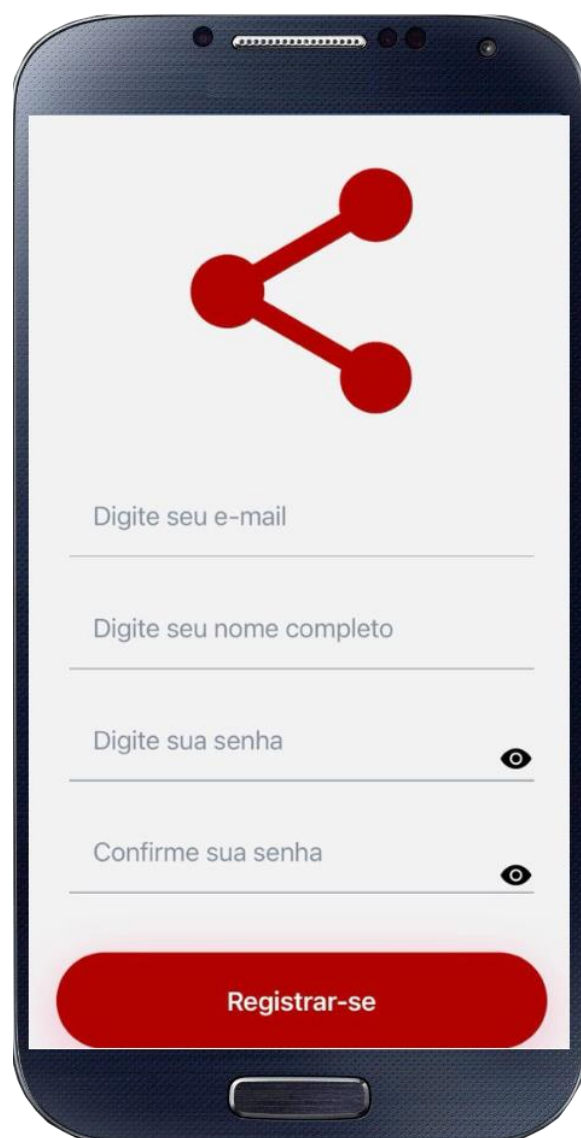 Digite seu e-mail
Digite seu nome completo
Digite sua senha
Confirme sua senha
Registrar-se